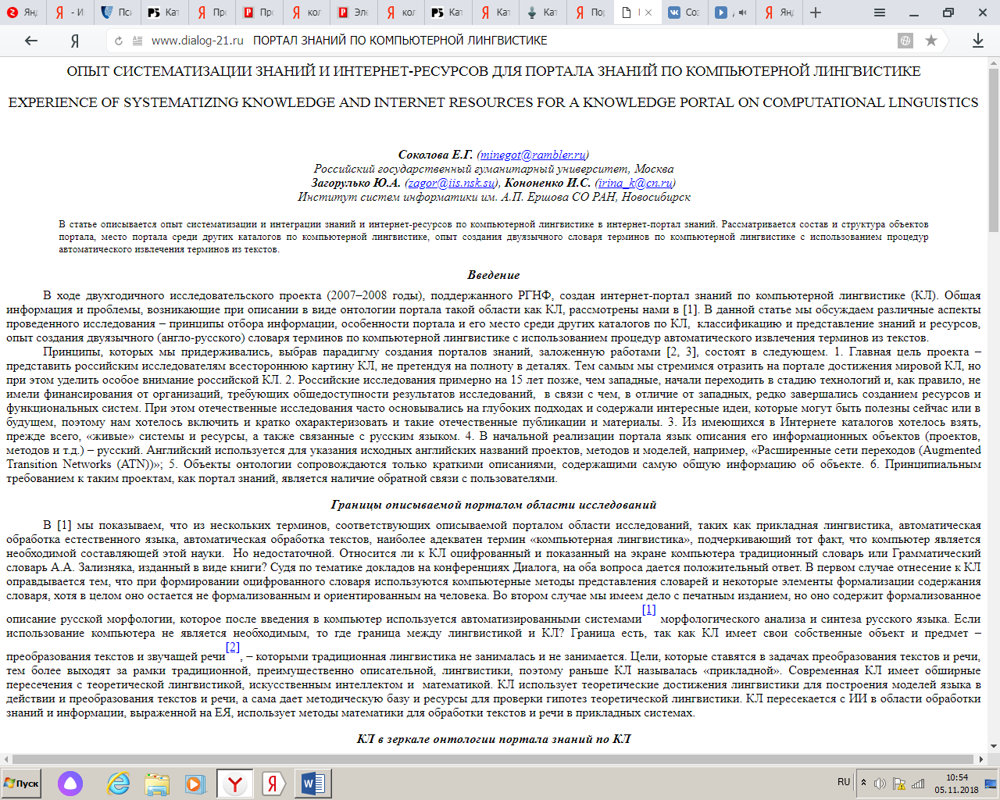 Янд
- И
Пси
Кат
Про
Про
кол
Эле
кол
Кат
Кат
Кат
Пор
Соз
Янд
www.dialog-21.ru ПОРТАЛ ЗНАНИЙ ПО КОМПЬЮТЕРНОЙ ЛИНГВИСТИКЕ
ОПЫТ СИСТЕМАТИЗАЦИИ ЗНАНИЙ И ИНТЕРНЕТ-РЕСУРСОВ ДЛЯ ПОРТАЛА ЗНАНИЙ ПО КОМПЬЮТЕРНОЙ ЛИНГВИСТИКЕ
EXPERIENCE OF SYSTEMATIZING KNOWLEDGE AND INTERNET RESOURCES FOR A KNOWLEDGE PORTAL ON COMPUTATIONAL LINGUISTICS
Соколова Е.Г. (minegot@rambler.ru)
Российский государственный гуманитарный университет, Москва
Загорулько Ю.А. (zagor@iis.nsk.su), Кононенко И.С. (irina_k@cn.ru)
Институт систем информатики им. А.П. Ершова СО РАН, Новосибирск
В статье описывается опыт систематизации и интеграции знаний и интернет-ресурсов по компьютерной лингвистике в интернет-портал знаний. Рассматривается состав и структура объектов
портала, место портала среди других каталогов по компьютерной лингвистике, опыт создания двуязычного словаря терминов по компьютерной лингвистике с использованием процедур
автоматического извлечения терминов из текстов.
Введение
В ходе двухгодичного исследовательского проекта (2007–2008 годы), поддержанного РГНФ, создан интернет-портал знаний по компьютерной лингвистике (КЛ). Общая
информация и проблемы, возникающие при описании в виде онтологии портала такой области как КЛ, рассмотрены нами в [1]. В данной статье мы обсуждаем различные аспекты
проведенного исследования – принципы отбора информации, особенности портала и его место среди других каталогов по КЛ, классификацию и представление знаний и ресурсов,
опыт создания двуязычного (англо-русского) словаря терминов по компьютерной лингвистике с использованием процедур автоматического извлечения терминов из текстов.
Принципы, которых мы придерживались, выбрав парадигму создания порталов знаний, заложенную работами [2, 3], состоят в следующем. 1. Главная цель проекта –
представить российским исследователям всестороннюю картину КЛ, не претендуя на полноту в деталях. Тем самым мы стремимся отразить на портале достижения мировой КЛ, но
при этом уделить особое внимание российской КЛ. 2. Российские исследования примерно на 15 лет позже, чем западные, начали переходить в стадию технологий и, как правило, не
имели финансирования от организаций, требующих общедоступности результатов исследований, в связи с чем, в отличие от западных, редко завершались созданием ресурсов и
функциональных систем. При этом отечественные исследования часто основывались на глубоких подходах и содержали интересные идеи, которые могут быть полезны сейчас или в
будущем, поэтому нам хотелось включить и кратко охарактеризовать и такие отечественные публикации и материалы. 3. Из имеющихся в Интернете каталогов хотелось взять,
прежде всего, «живые» системы и ресурсы, а также связанные с русским языком. 4. В начальной реализации портала язык описания его информационных объектов (проектов,
методов и т.д.) – русский. Английский используется для указания исходных английских названий проектов, методов и моделей, например, «Расширенные сети переходов (Augmented
Transition Networks (ATN))»; 5. Объекты онтологии сопровождаются только краткими описаниями, содержащими самую общую информацию об объекте. 6. Принципиальным
требованием к таким проектам, как портал знаний, является наличие обратной связи с пользователями.
Границы описываемой порталом области исследований
В [1] мы показываем, что из нескольких терминов, соответствующих описываемой порталом области исследований, таких как прикладная лингвистика, автоматическая
обработка естественного языка, автоматическая обработка текстов, наиболее адекватен термин «компьютерная лингвистика», подчеркивающий тот факт, что компьютер является
необходимой составляющей этой науки. Но недостаточной. Относится ли к КЛ оцифрованный и показанный на экране компьютера традиционный словарь или Грамматический
словарь А.А. Зализняка, изданный в виде книги? Судя по тематике докладов на конференциях Диалога, на оба вопроса дается положительный ответ. В первом случае отнесение к КЛ
оправдывается тем, что при формировании оцифрованного словаря используются компьютерные методы представления словарей и некоторые элементы формализации содержания
словаря, хотя в целом оно остается не формализованным и ориентированным на человека. Во втором случае мы имеем дело с печатным изданием, но оно содержит формализованное
описание русской морфологии, которое после введения в компьютер используется автоматизированными системами[1] морфологического анализа и синтеза русского языка. Если
использование компьютера не является необходимым, то где граница между лингвистикой и КЛ? Граница есть, так как КЛ имеет свои собственные объект и предмет –
преобразования текстов и звучащей речи[2], – которыми традиционная лингвистика не занималась и не занимается. Цели, которые ставятся в задачах преобразования текстов и речи,
тем более выходят за рамки традиционной, преимущественно описательной, лингвистики, поэтому раньше КЛ называлась «прикладной». Современная КЛ имеет обширные
пересечения с теоретической лингвистикой, искусственным интеллектом и математикой. КЛ использует теоретические достижения лингвистики для построения моделей языка в
действии и преобразования текстов и речи, а сама дает методическую базу и ресурсы для проверки гипотез теоретической лингвистики. КЛ пересекается с ИИ в области обработки
знаний и информации, выраженной на ЕЯ, использует методы математики для обработки текстов и речи в прикладных системах.
КЛ в зеркале онтологии портала знаний по КЛ
Пуск
RU
10:54
05.11.2018